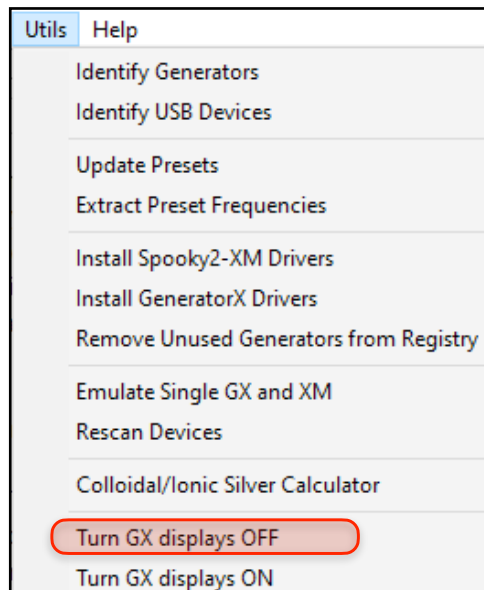 Utils Help
Identify Generators
Identify USB Devices
Update Presets
Extract Preset Frequencies
Install Spooky2-XM Drivers
Install GeneratorX Drivers
Remove Unused Generators from Registry
Emulate Single GX and XM
Rescan Devices
Colloidal/Ionic Silver Calculator
Turn GX displays OFF
Turn GX displays ON